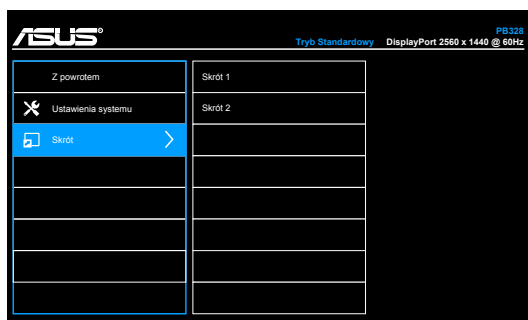 ASUS
PB328
Tryb Standardowy DisplayPort 2560 x 1440 @ 60Hz
Z powrotem
Ustawienia systemu
Skrót
Skrót 1
Skrót 2